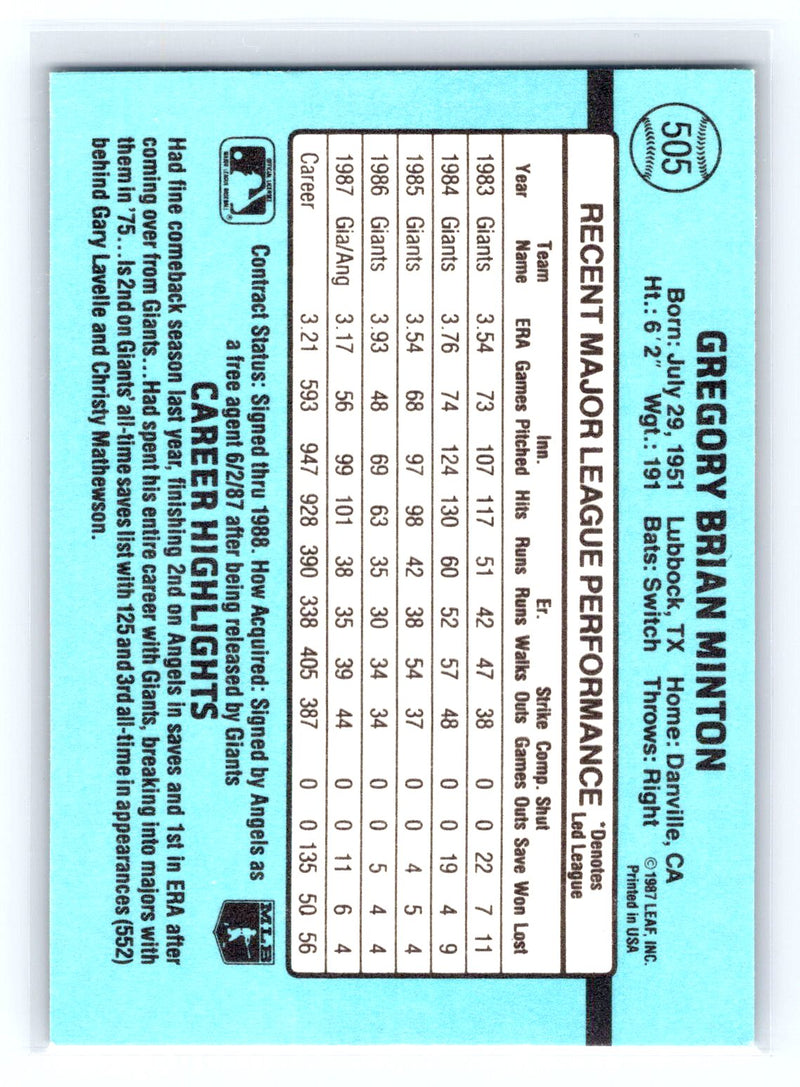 505
GREGORY BRIAN MINTON
Born: July 29, 1951 Lubbock, TX Home: Danville, CA
Ht.: 6'2" Wgt.: 191 Bats: Switch Throws: Right
©1987 LEAF, INC.
Printed in USA
RECENT MAJOR LEAGUE PERFORMANCE *Denotes
Led League
Team Inn. Er. Strike Comp. Shut
Year Name ERA Games Pitched Hits Runs Runs Walks Outs Games Outs Save Won Lost
1983 Giants 3.54 73 107 117 51 42 47 38 0 0 22 7 11
1984 Giants 3.76 74 124 130 60 52 57 48 0 0 19 4 9
1985 Giants 3.54 68 97 98 42 38 54 37 0 0 4 5 4
1986 Giants 3.93 48 69 63 35 30 34 34 0 0 5 4 4
1987 Gia/Ang 3.17 56 99 101 38 35 39 44 0 0 11 6 4
Career 3.21 593 947 928 390 338 405 387 0 0 135 50 56
OFFICIAL LICENSEE
MAJOR LEAGUE BASEBALL
®
Contract Status: Signed thru 1988. How Acquired: Signed by Angels as
a free agent 6/2/87 after being released by Giants
MLB
CAREER HIGHLIGHTS
Had fine comeback season last year, finishing 2nd on Angels in saves and 1st in ERA after
coming over from Giants...Had spent his entire career with Giants, breaking into majors with
them in '75...Is 2nd on Giants' all-time saves list with 125 and 3rd all-time in appearances (552)
behind Gary Lavelle and Christy Mathewson.